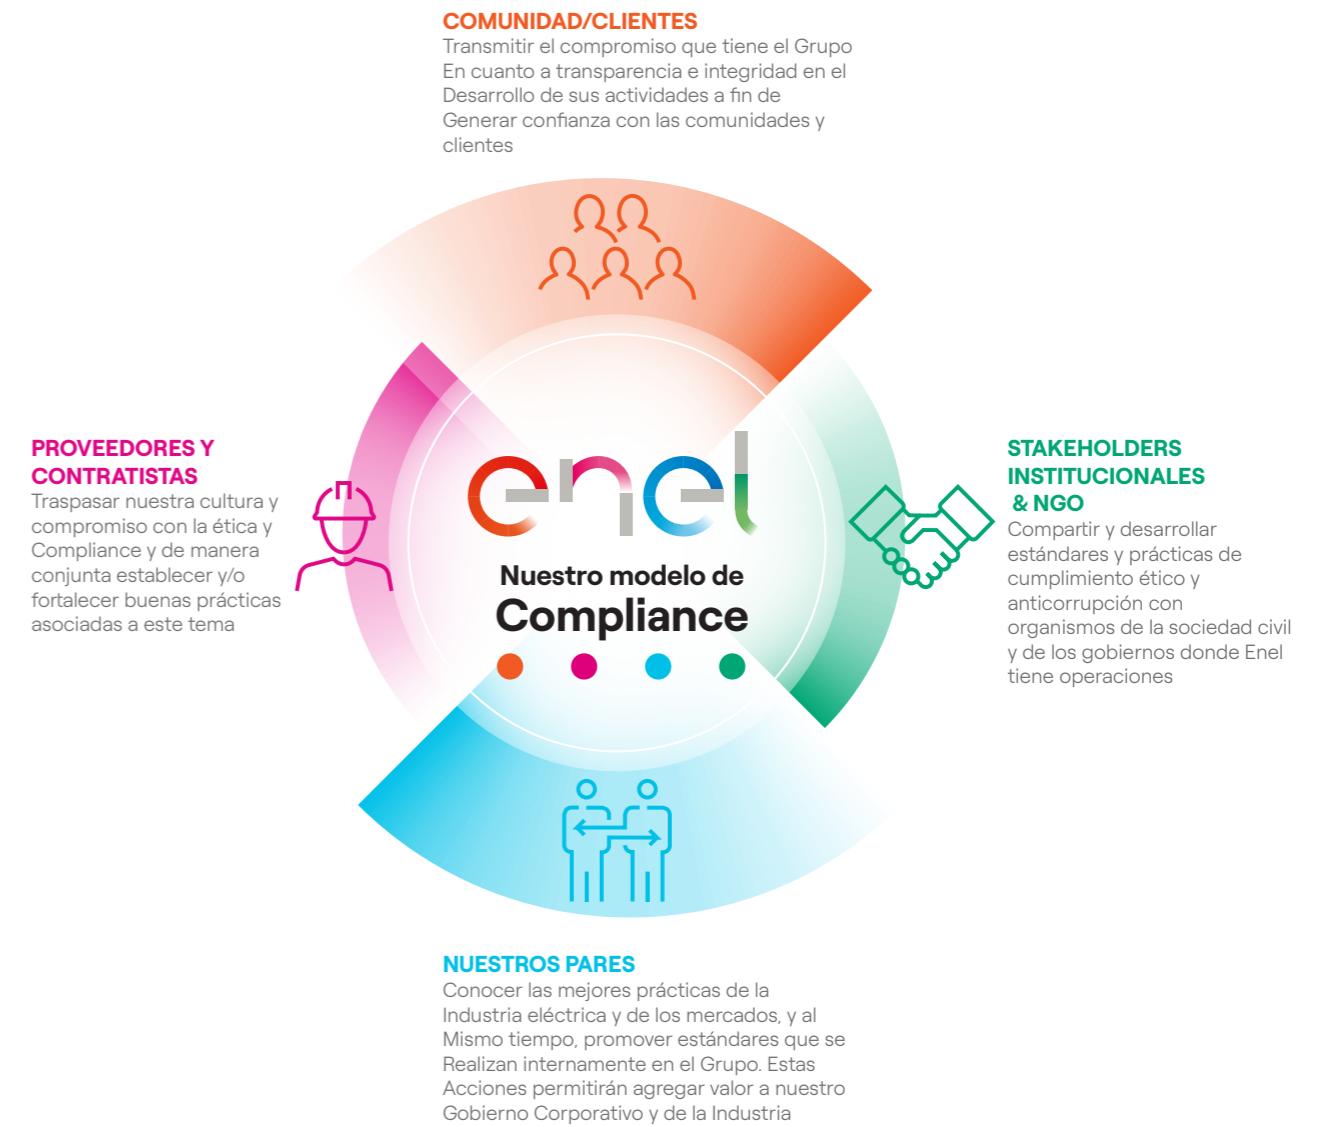 COMUNIDAD/CLIENTES
Transmitir el compromiso que tiene el Grupo
En cuanto a transparencia e integridad en el
Desarrollo de sus actividades a fin de
Generar confianza con las comunidades y
clientes
PROVEEDORES Y
CONTRATISTAS
Traspasar nuestra cultura y
compromiso con la ética y
Compliance y de manera
conjunta establecer y/o
fortalecer buenas prácticas
asociadas a este tema
enel
Nuestro modelo de
Compliance
STAKEHOLDERS
INSTITUCIONALES
& NGO
Compartir y desarrollar
estándares y prácticas de
cumplimiento ético y
anticorrupción con
organismos de la sociedad civil
y de los gobiernos donde Enel
tiene operaciones
NUESTROS PARES
Conocer las mejores prácticas de la
Industria eléctrica y de los mercados, y al
Mismo tiempo, promover estándares que se
Realizan internamente en el Grupo. Estas
Acciones permitirán agregar valor a nuestro
Gobierno Corporativo y de la Industria